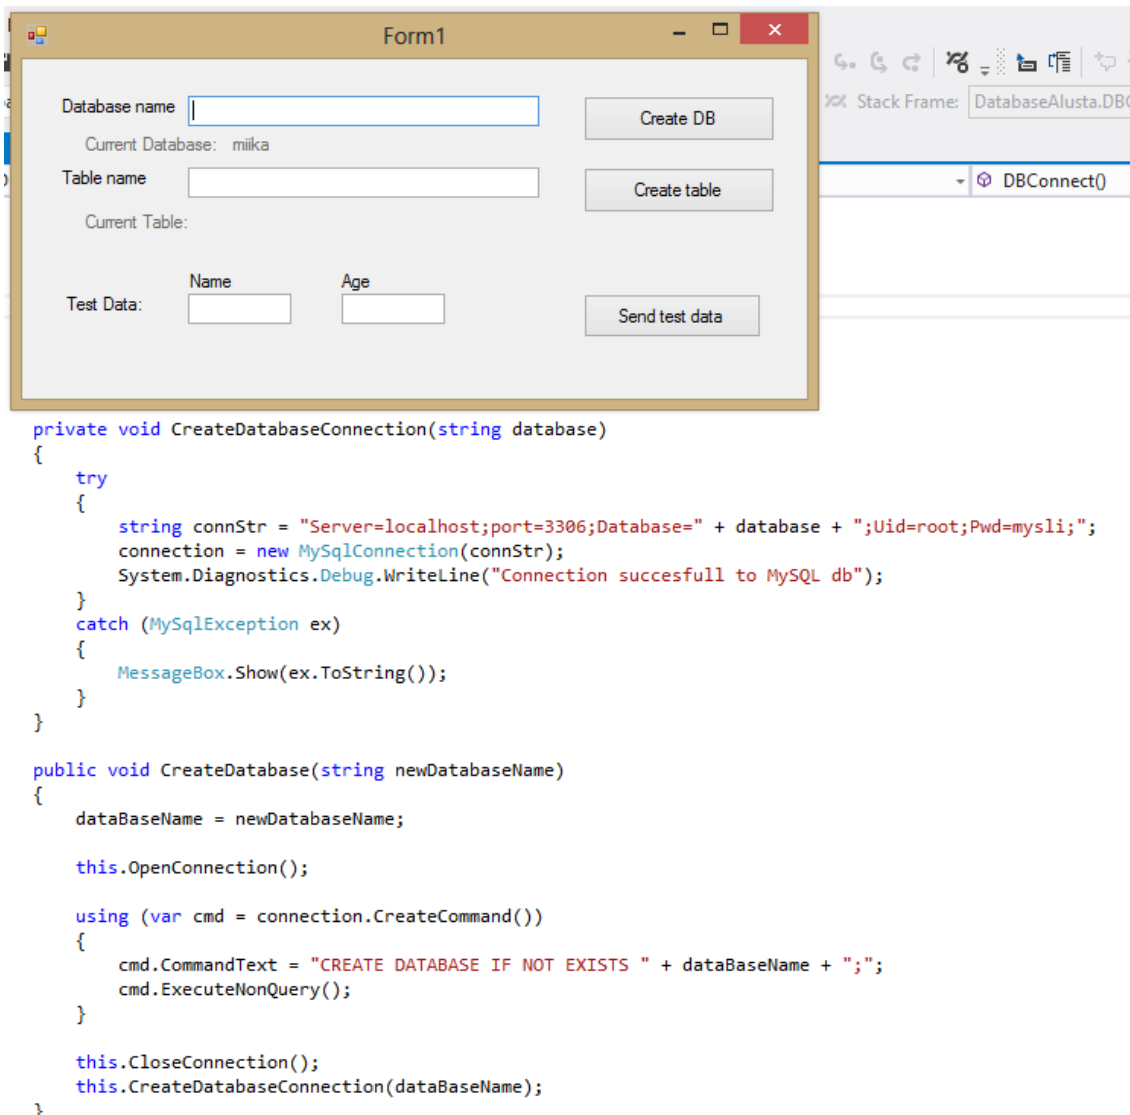 Form1
Database name
Create DB
Current Database: miika
Table name
Create table
Current Table:
Name
Age
Test Data:
Send test data
Stack Frame:
DatabaseAlusta.DB
DBConnect()
private void CreateDatabaseConnection(string database)
{
try
{
string connStr = "Server=localhost;port=3306;Database=" + database + ";Uid=root;Pwd=mysli;";
connection = new MySqlConnection(connStr);
System.Diagnostics.Debug.WriteLine("Connection succesfull to MySQL db");
}
catch (MySqlException ex)
{
MessageBox.Show(ex.ToString());
}
}
public void CreateDatabase(string newDatabaseName)
{
dataBaseName = newDatabaseName;
this.OpenConnection();
using (var cmd = connection.CreateCommand())
{
cmd.CommandText = "CREATE DATABASE IF NOT EXISTS " + dataBaseName + ";";
cmd.ExecuteNonQuery();
}
this.CloseConnection();
this.CreateDatabaseConnection(dataBaseName);
}